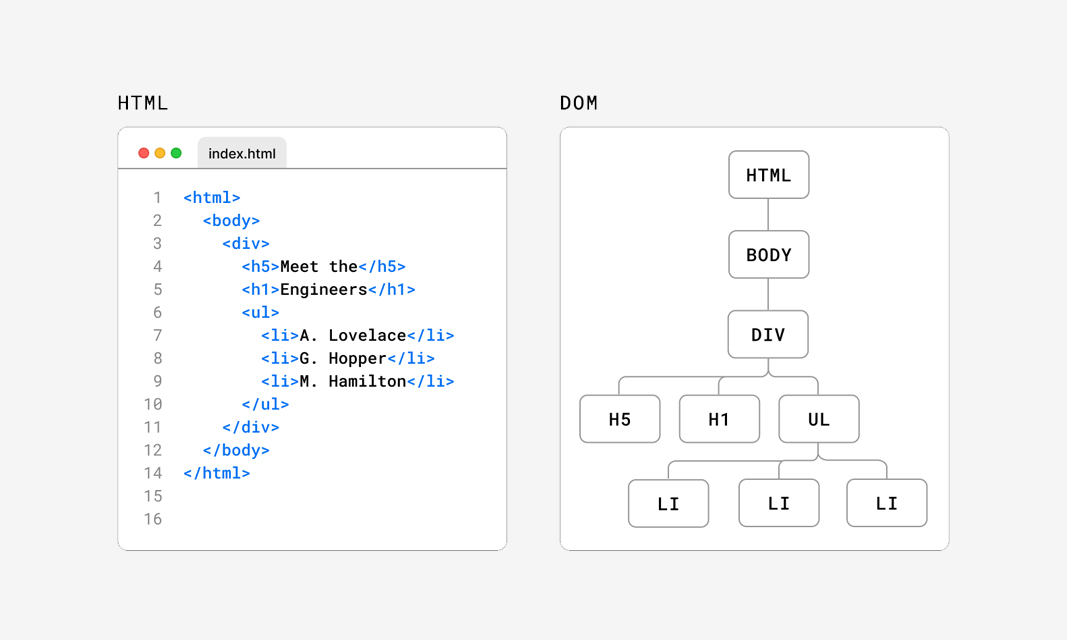 HTML
index.html
1 <html>
2 <body>
3 <div>
4 <h5>Meet the</h5>
5 <h1>Engineers</h1>
6 <ul>
7 <li>A. Lovelace</li>
8 <li>G. Hopper</li>
9 <li>M. Hamilton</li>
10 </ul>
11 </div>
12 </body>
14 </html>
15
16
DOM
HTML
BODY
DIV
H5 H1 UL
LI LI LI